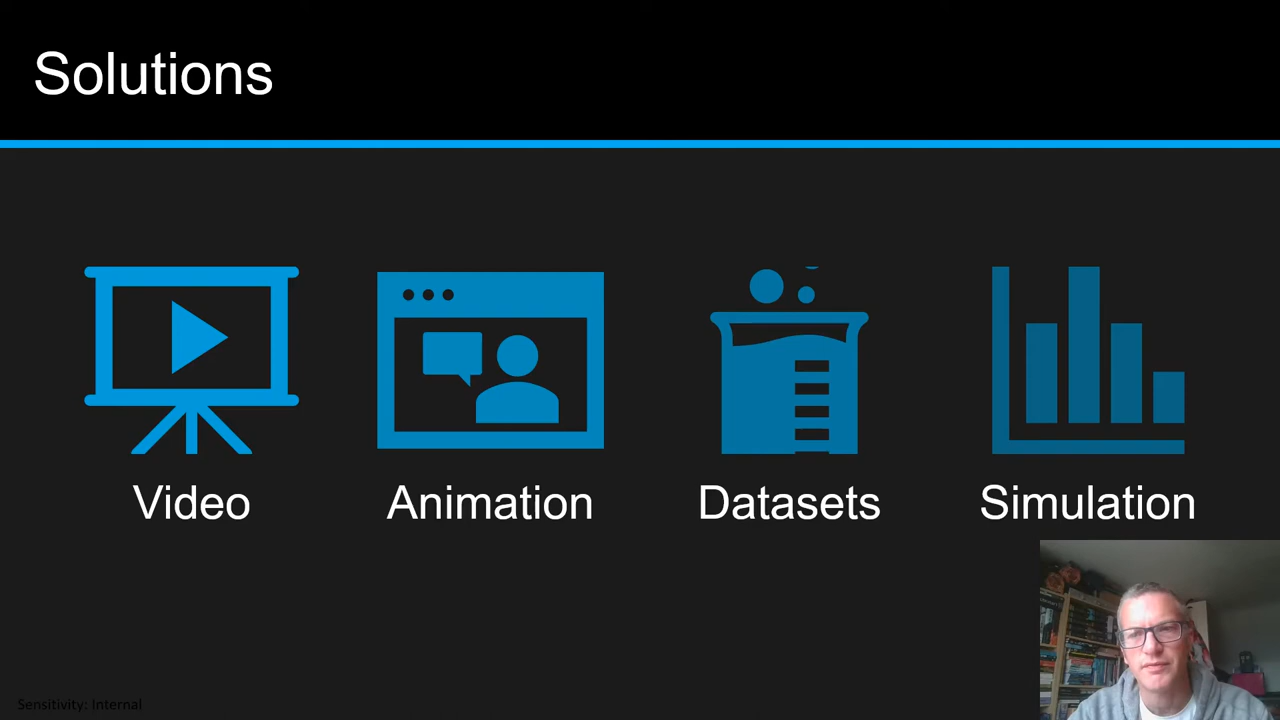 Solutions
Video
Animation
Datasets
Simulation
Sensitivity: Internal